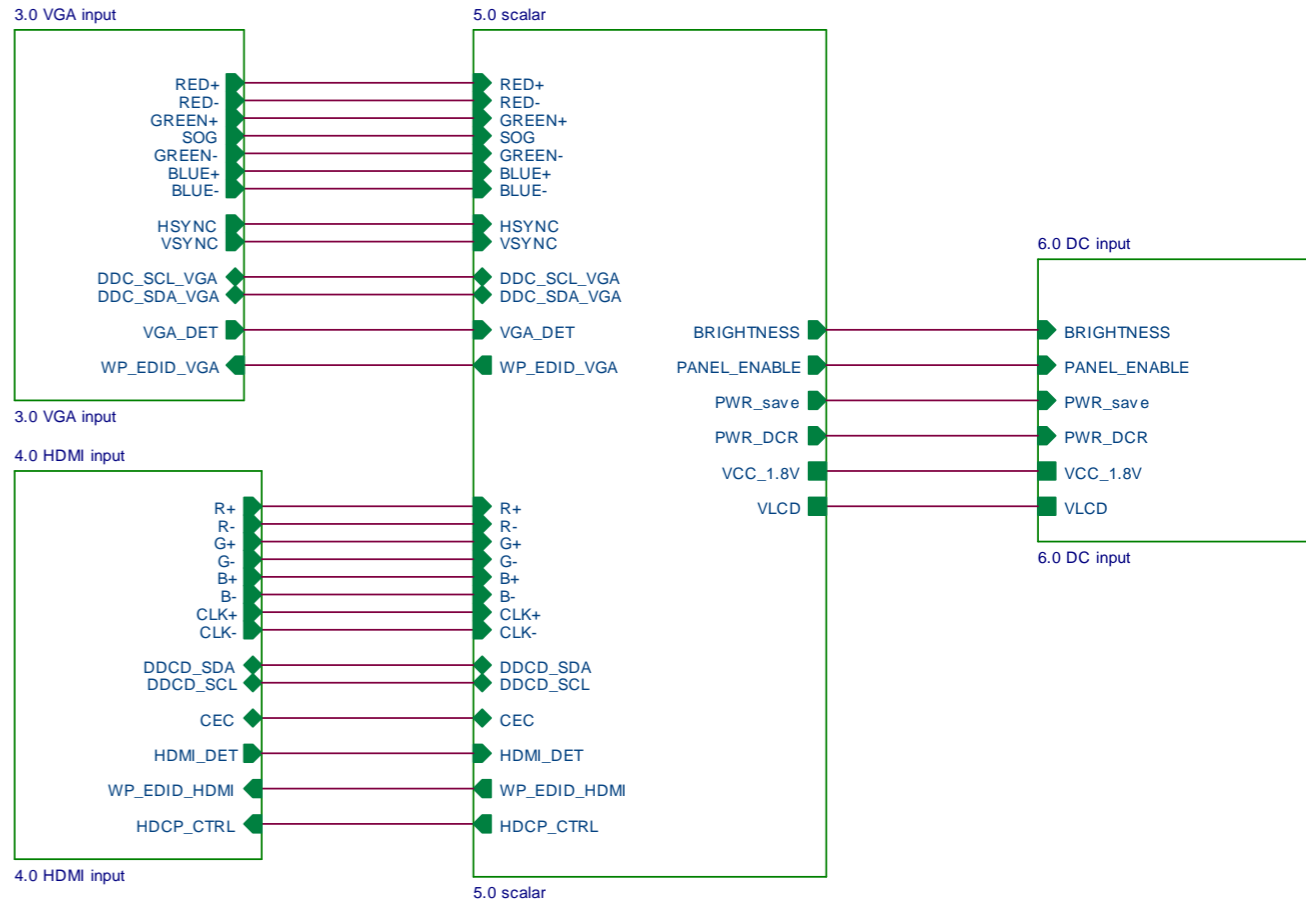 3.0 VGA input
RED+
RED-
GREEN+
SOG
GREEN-
BLUE+
BLUE-
HSYNC
VSYNC
DDC_SCL_VGA
DDC_SDA_VGA
VGA_DET
WP_EDID_VGA
3.0 VGA input
4.0 HDMI input
R+
R-
G+
G-
B+
B-
CLK+
CLK-
DDCD_SDA
DDCD_SCL
CEC
HDMI_DET
WP_EDID_HDMI
HDCP_CTRL
4.0 HDMI input
5.0 scalar
RED+
RED-
GREEN+
SOG
GREEN-
BLUE+
BLUE-
HSYNC
VSYNC
DDC_SCL_VGA
DDC_SDA_VGA
VGA_DET
WP_EDID_VGA
R+
R-
G+
G-
B+
B-
CLK+
CLK-
DDCD_SDA
DDCD_SCL
CEC
HDMI_DET
WP_EDID_HDMI
HDCP_CTRL
BRIGHTNESS
PANEL_ENABLE
PWR_save
PWR_DCR
VCC_1.8V
VLCD
5.0 scalar
6.0 DC input
BRIGHTNESS
PANEL_ENABLE
PWR_save
PWR_DCR
VCC_1.8V
VLCD
6.0 DC input